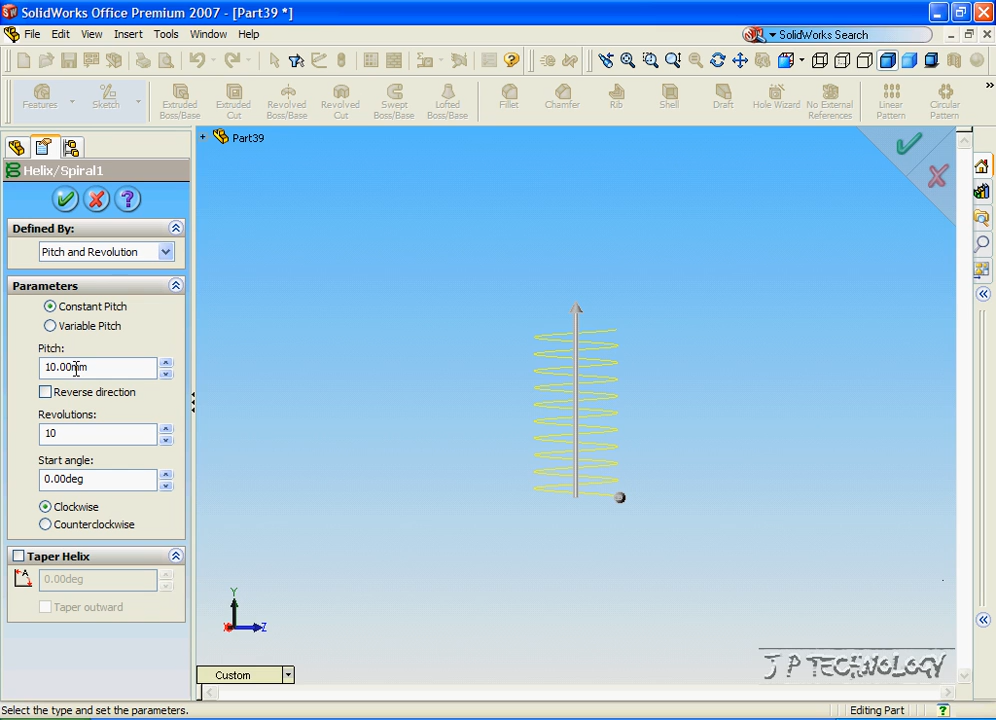 SolidWorks Office Premium 2007 - [Part39 *]
File Edit View Insert Tools Window Help
SolidWorks Search
Features
Sketch
Extruded Boss/Base
Extruded Cut
Revolved Boss/Base
Revolved Cut
Swept Boss/Base
Lofted Boss/Base
Fillet
Chamfer
Rib
Shell
Draft
Hole Wizard
No External References
Linear Pattern
Circular Pattern
Part39
Helix/Spiral1
Defined By:
Pitch and Revolution
Parameters
Constant Pitch
Variable Pitch
Pitch:
10.00mm
Reverse direction
Revolutions:
10
Start angle:
0.00deg
Clockwise
Counterclockwise
Taper Helix
0.00deg
Taper outward
Y
X
Z
Custom
J P TECHNOLOGY
Select the type and set the parameters.
Editing Part